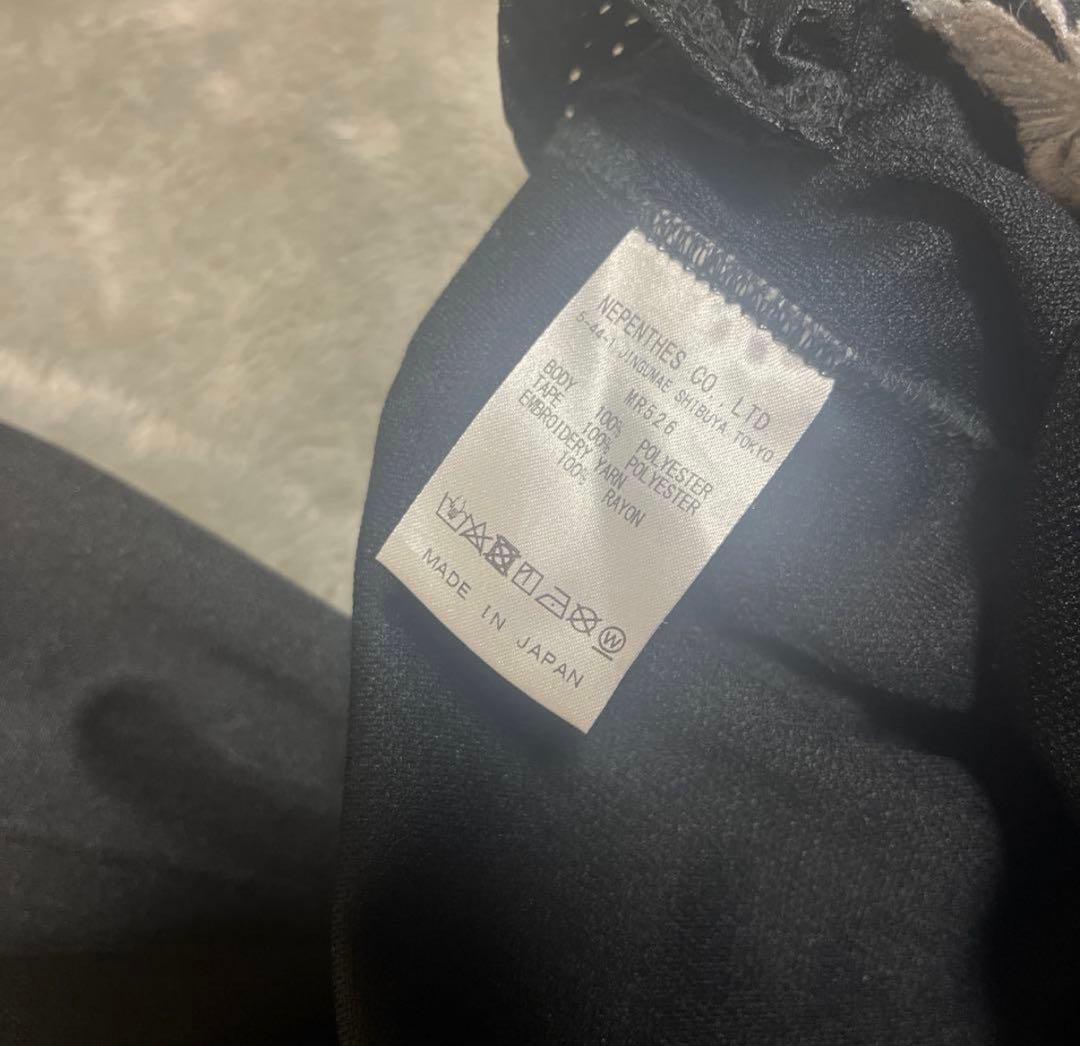 NEPENTHES CO., LTD
5-44-1 JINGUMAE SHIBUYA TOKYO
MR526
BODY 100% POLYESTER
TAPE 100% POLYESTER
EMBROIDERY YARN
100% RAYON
W
MADE IN JAPAN